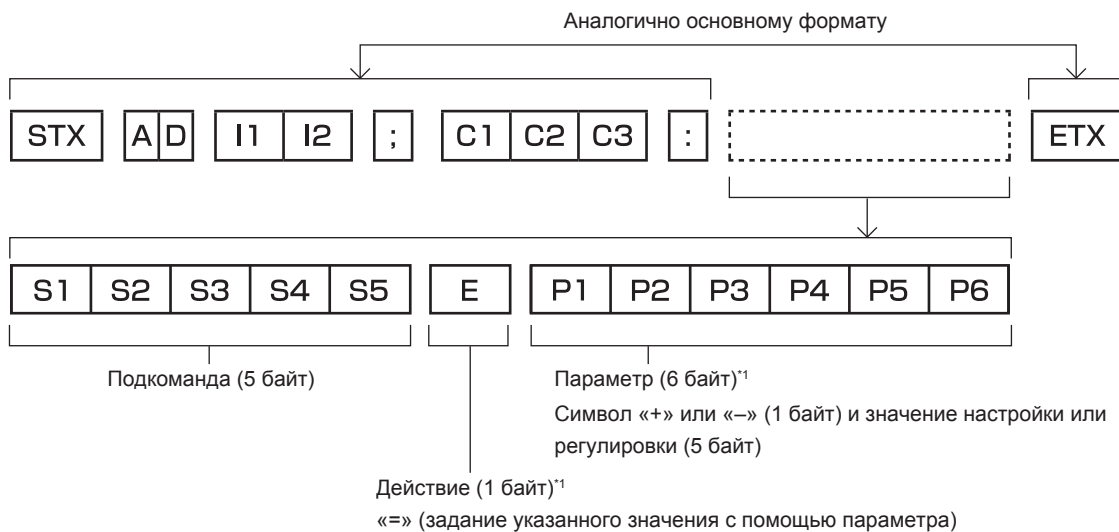 Аналогично основному формату
STX A D I1 I2 ; C1 C2 C3 : ETX
S1 S2 S3 S4 S5 E P1 P2 P3 P4 P5 P6
Подкоманда (5 байт)
Параметр (6 байт)*1
Символ «+» или «–» (1 байт) и значение настройки или
регулировки (5 байт)
Действие (1 байт)*1
«=» (задание указанного значения с помощью параметра)